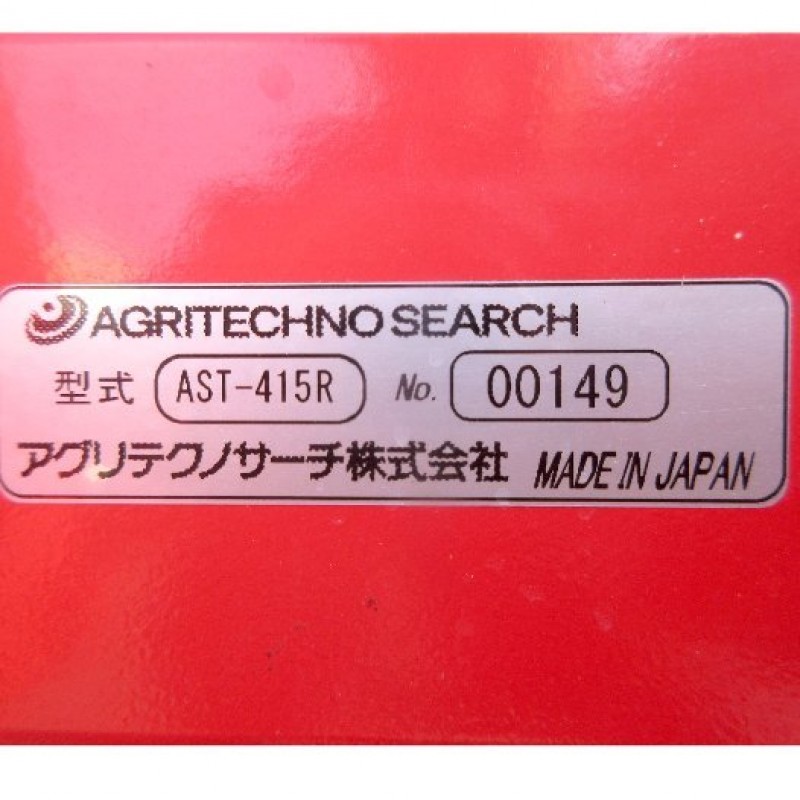 AGRITECHNO SEARCH
型式 AST-415R No. 00149
アグリテクノサーチ株式会社 MADE IN JAPAN